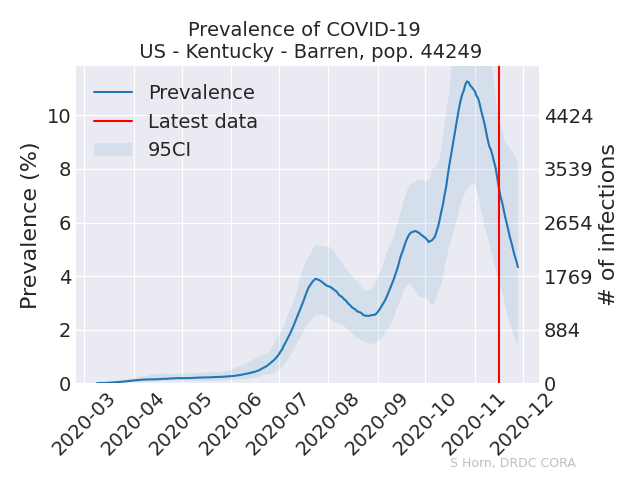 Prevalence of COVID-19
US - Kentucky - Barren, pop. 44249
Prevalence
Latest data
95CI
Prevalence (%)
10
8
6
4
2
0
4424
3539
2654
1769
884
0
# of infections
2020-03
2020-04
2020-05
2020-06
2020-07
2020-08
2020-09
2020-10
2020-11
2020-12
S Horn, DRDC CORA